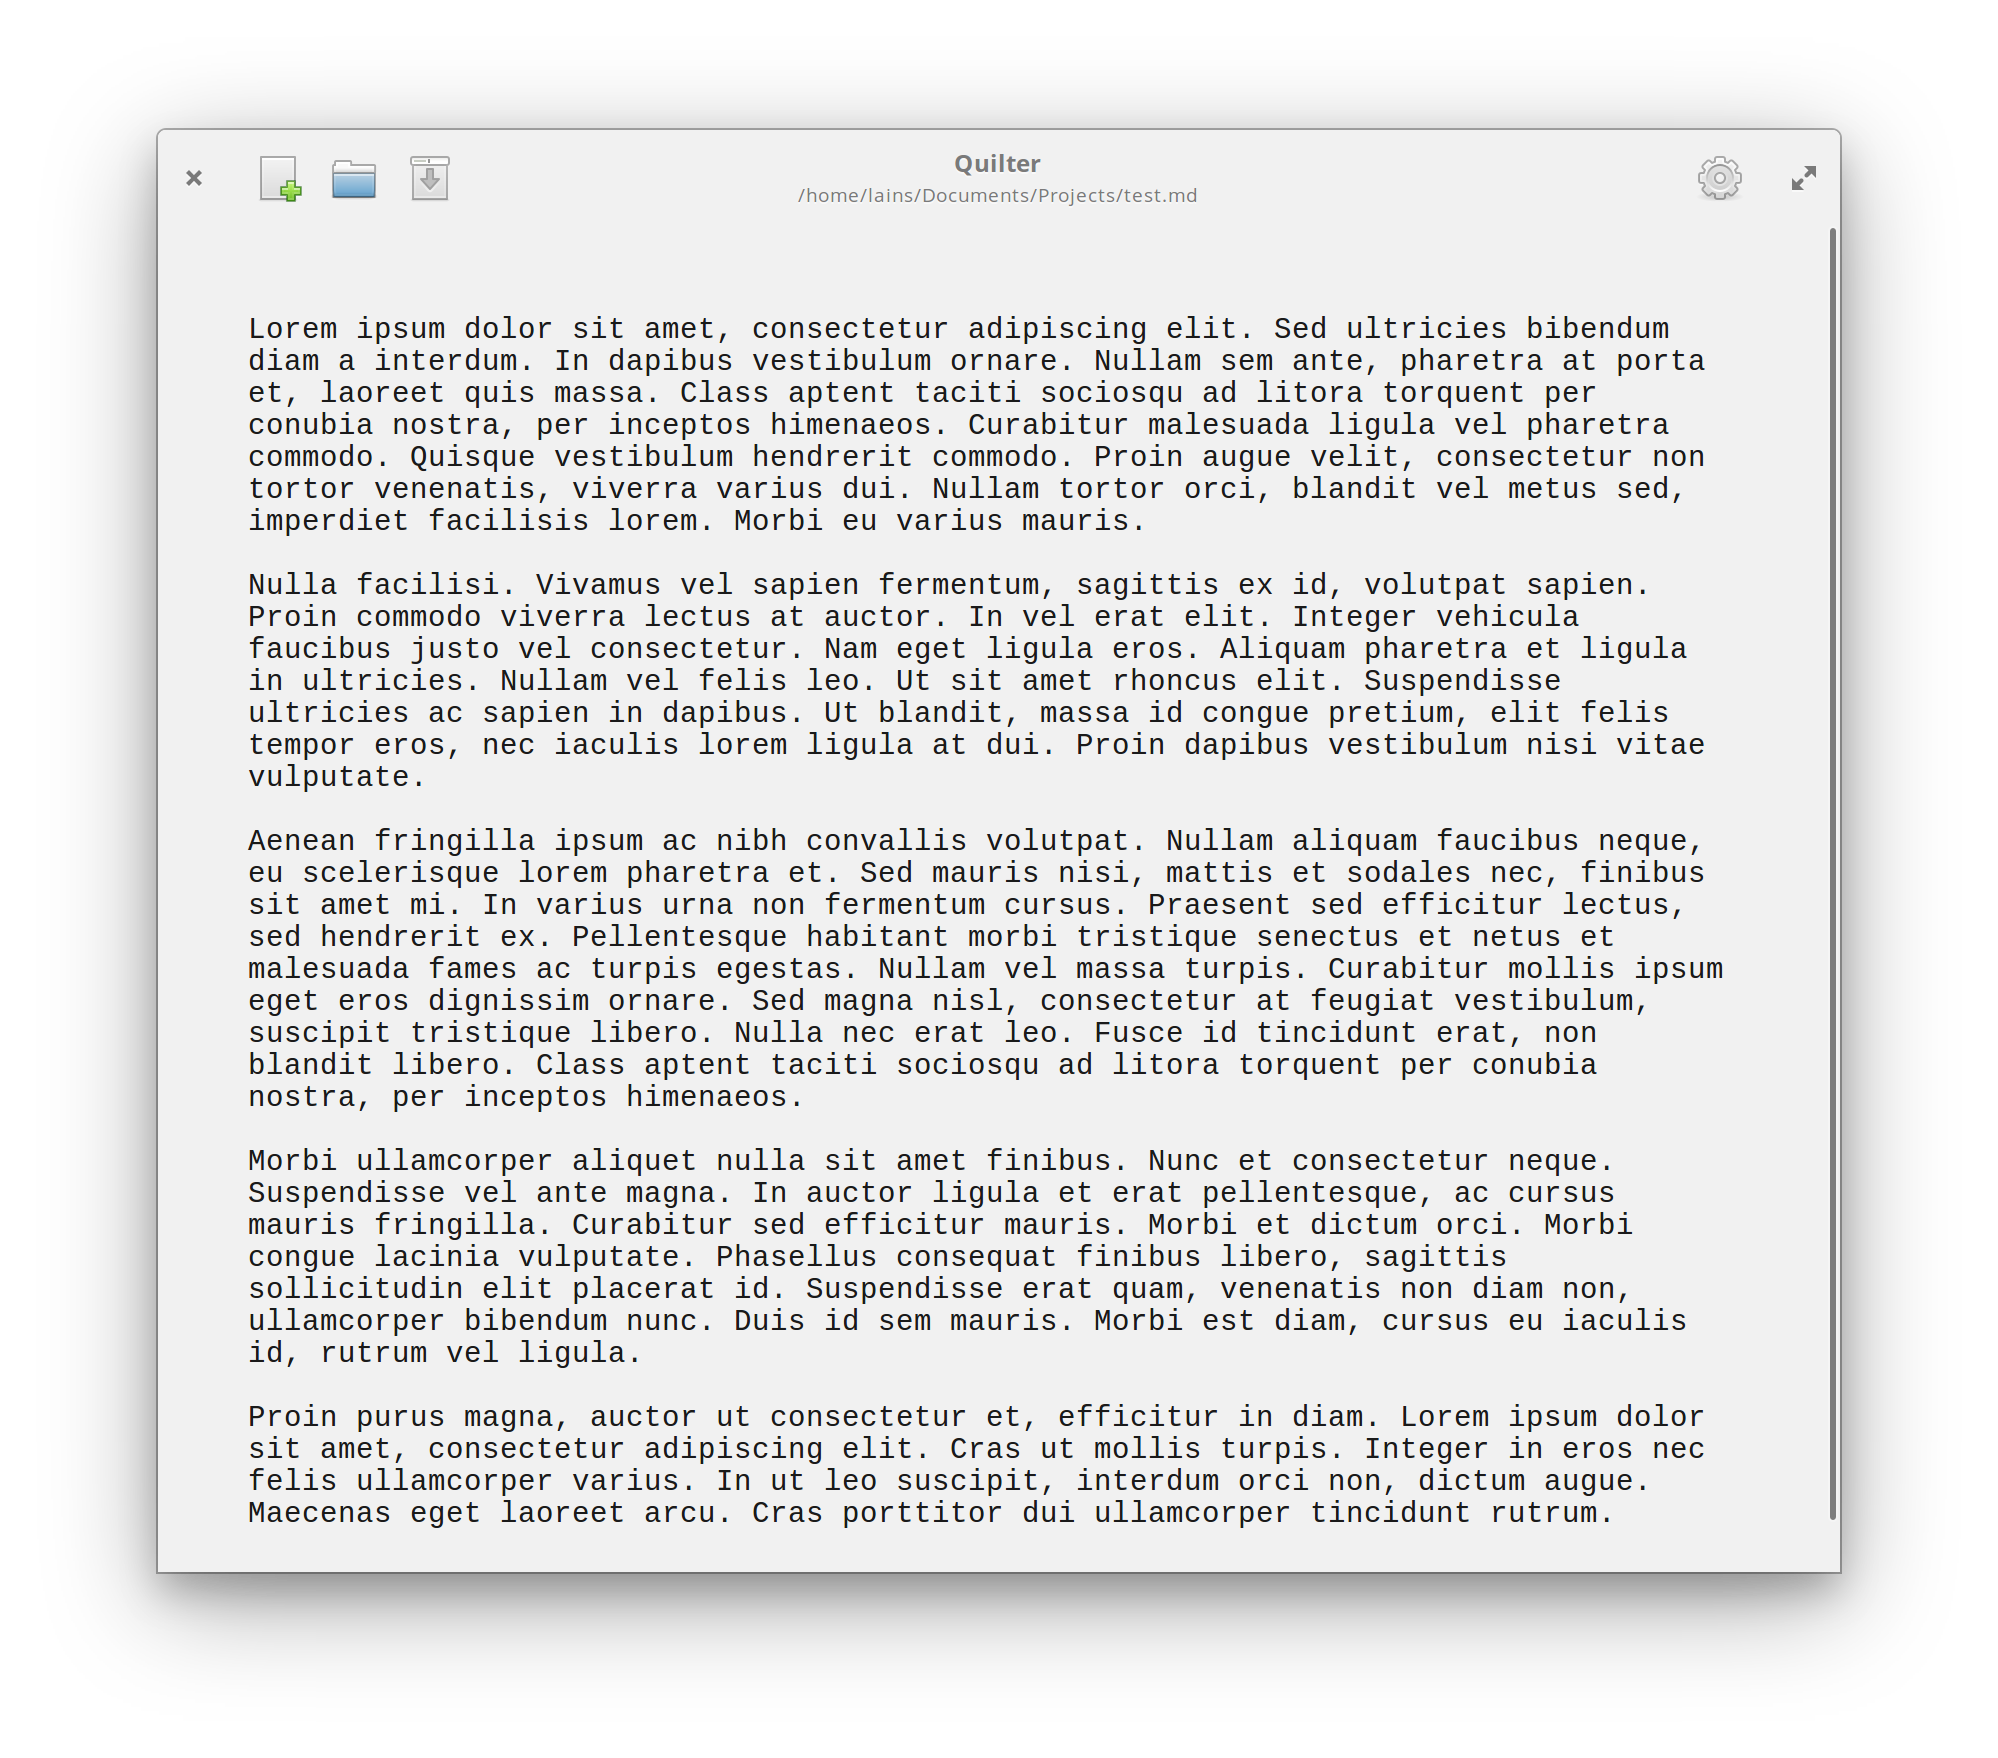 Quilter
/home/lains/Documents/Projects/test.md
Lorem ipsum dolor sit amet, consectetur adipiscing elit. Sed ultricies bibendum
diam a interdum. In dapibus vestibulum ornare. Nullam sem ante, pharetra at porta
et, laoreet quis massa. Class aptent taciti sociosqu ad litora torquent per
conubia nostra, per inceptos himenaeos. Curabitur malesuada ligula vel pharetra
commodo. Quisque vestibulum hendrerit commodo. Proin augue velit, consectetur non
tortor venenatis, viverra varius dui. Nullam tortor orci, blandit vel metus sed,
imperdiet facilisis lorem. Morbi eu varius mauris.
Nulla facilisi. Vivamus vel sapien fermentum, sagittis ex id, volutpat sapien.
Proin commodo viverra lectus at auctor. In vel erat elit. Integer vehicula
faucibus justo vel consectetur. Nam eget ligula eros. Aliquam pharetra et ligula
in ultricies. Nullam vel felis leo. Ut sit amet rhoncus elit. Suspendisse
ultricies ac sapien in dapibus. Ut blandit, massa id congue pretium, elit felis
tempor eros, nec iaculis lorem ligula at dui. Proin dapibus vestibulum nisi vitae
vulputate.
Aenean fringilla ipsum ac nibh convallis volutpat. Nullam aliquam faucibus neque,
eu scelerisque lorem pharetra et. Sed mauris nisi, mattis et sodales nec, finibus
sit amet mi. In varius urna non fermentum cursus. Praesent sed efficitur lectus,
sed hendrerit ex. Pellentesque habitant morbi tristique senectus et netus et
malesuada fames ac turpis egestas. Nullam vel massa turpis. Curabitur mollis ipsum
eget eros dignissim ornare. Sed magna nisl, consectetur at feugiat vestibulum,
suscipit tristique libero. Nulla nec erat leo. Fusce id tincidunt erat, non
blandit libero. Class aptent taciti sociosqu ad litora torquent per conubia
nostra, per inceptos himenaeos.
Morbi ullamcorper aliquet nulla sit amet finibus. Nunc et consectetur neque.
Suspendisse vel ante magna. In auctor ligula et erat pellentesque, ac cursus
mauris fringilla. Curabitur sed efficitur mauris. Morbi et dictum orci. Morbi
congue lacinia vulputate. Phasellus consequat finibus libero, sagittis
sollicitudin elit placerat id. Suspendisse erat quam, venenatis non diam non,
ullamcorper bibendum nunc. Duis id sem mauris. Morbi est diam, cursus eu iaculis
id, rutrum vel ligula.
Proin purus magna, auctor ut consectetur et, efficitur in diam. Lorem ipsum dolor
sit amet, consectetur adipiscing elit. Cras ut mollis turpis. Integer in eros nec
felis ullamcorper varius. In ut leo suscipit, interdum orci non, dictum augue.
Maecenas eget laoreet arcu. Cras porttitor dui ullamcorper tincidunt rutrum.